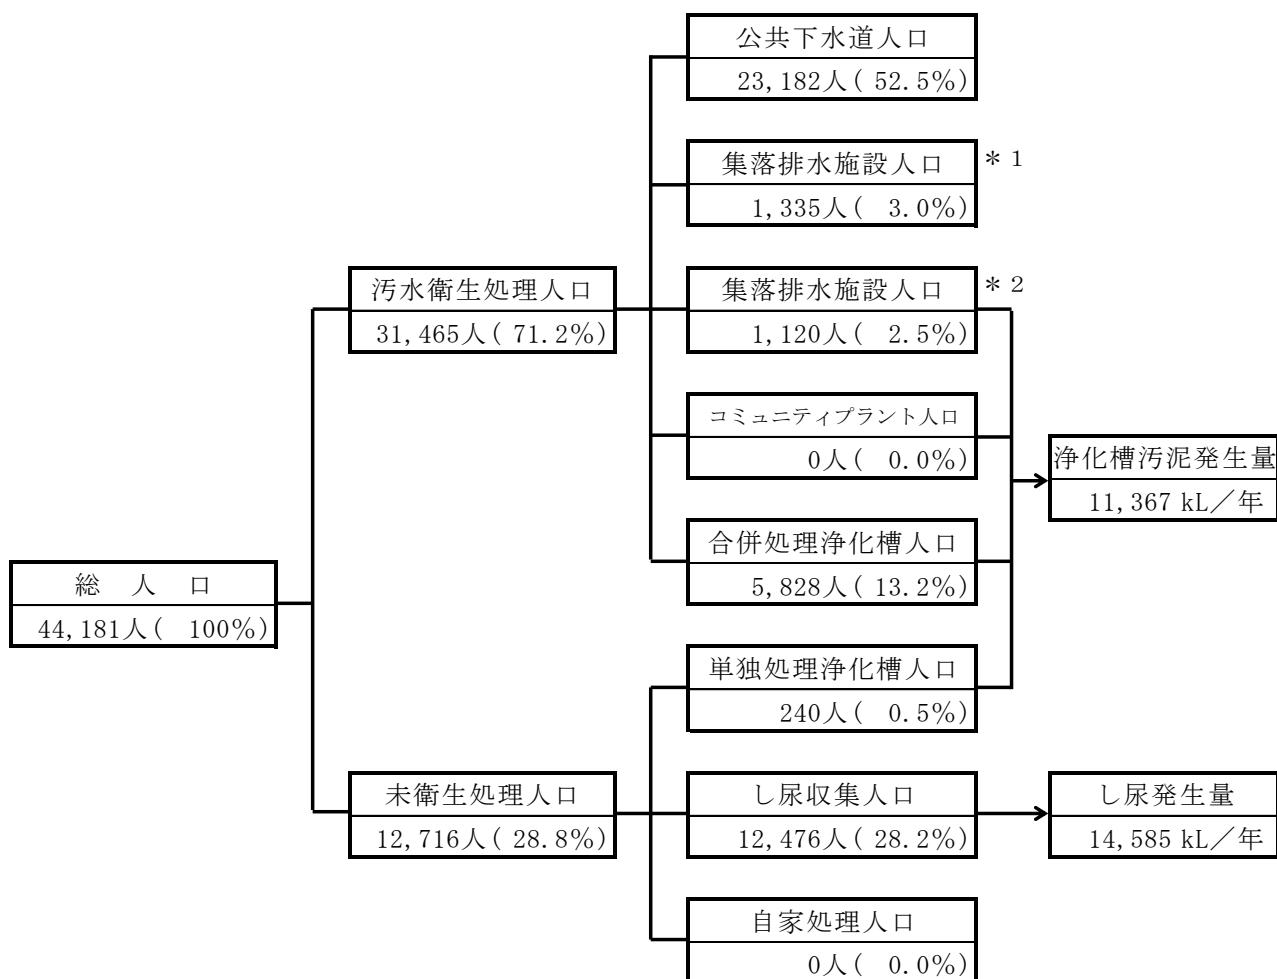 公共下水道人口
23,182人( 52.5%)
集落排水施設人口 ＊1
1,335人( 3.0%)
汚水衛生処理人口
31,465人( 71.2%)
集落排水施設人口 ＊2
1,120人( 2.5%)
コミュニティプラント人口
0人( 0.0%)
浄化槽汚泥発生量
11,367 kL／年
合併処理浄化槽人口
5,828人( 13.2%)
総　人　口
44,181人( 100%)
単独処理浄化槽人口
240人( 0.5%)
未衛生処理人口
12,716人( 28.8%)
し尿収集人口
12,476人( 28.2%)
し尿発生量
14,585 kL／年
自家処理人口
0人( 0.0%)